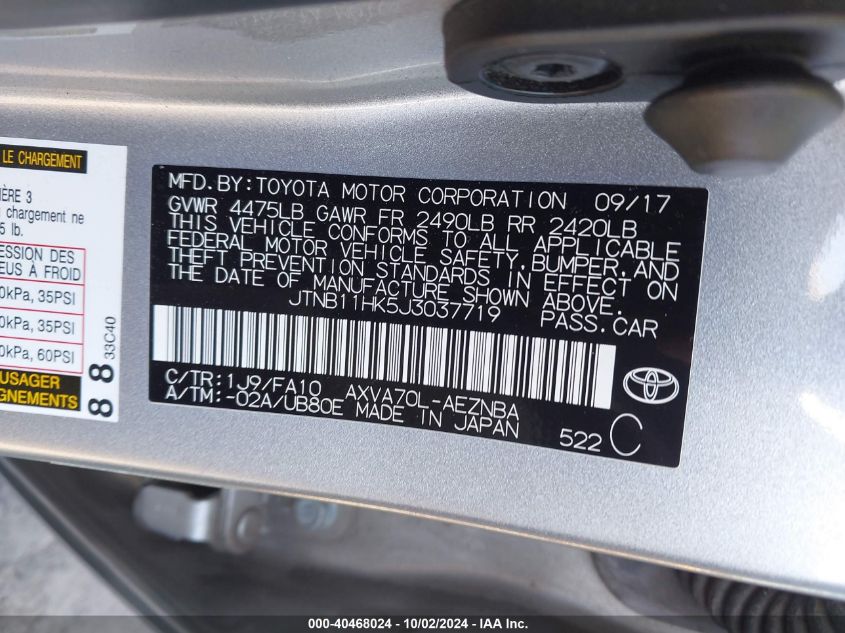 LE CHARGEMENT
IÈRE 3
u chargement ne
5 lb.
ESSION DES
EUS À FROID
0kPa, 35PSI
0kPa, 35PSI
0kPa, 60PSI
USAGER
GNEMENTS
8 8 33C40
MFD.BY:TOYOTA MOTOR CORPORATION 09/17
GVWR 4475LB GAWR FR 2490LB RR 2420LB
THIS VEHICLE CONFORMS TO ALL APPLICABLE
FEDERAL MOTOR VEHICLE SAFETY,BUMPER,AND
THEFT PREVENTION STANDARDS IN EFFECT ON
THE DATE OF MANUFACTURE SHOWN ABOVE.
JTNB11HK5J3037719 PASS.CAR
C/TR:1J9/FA10 AXVA70L-AEZNBA
A/TM:-02A/UB80E MADE IN JAPAN
522 C
000-40468024 - 10/02/2024 - IAA Inc.